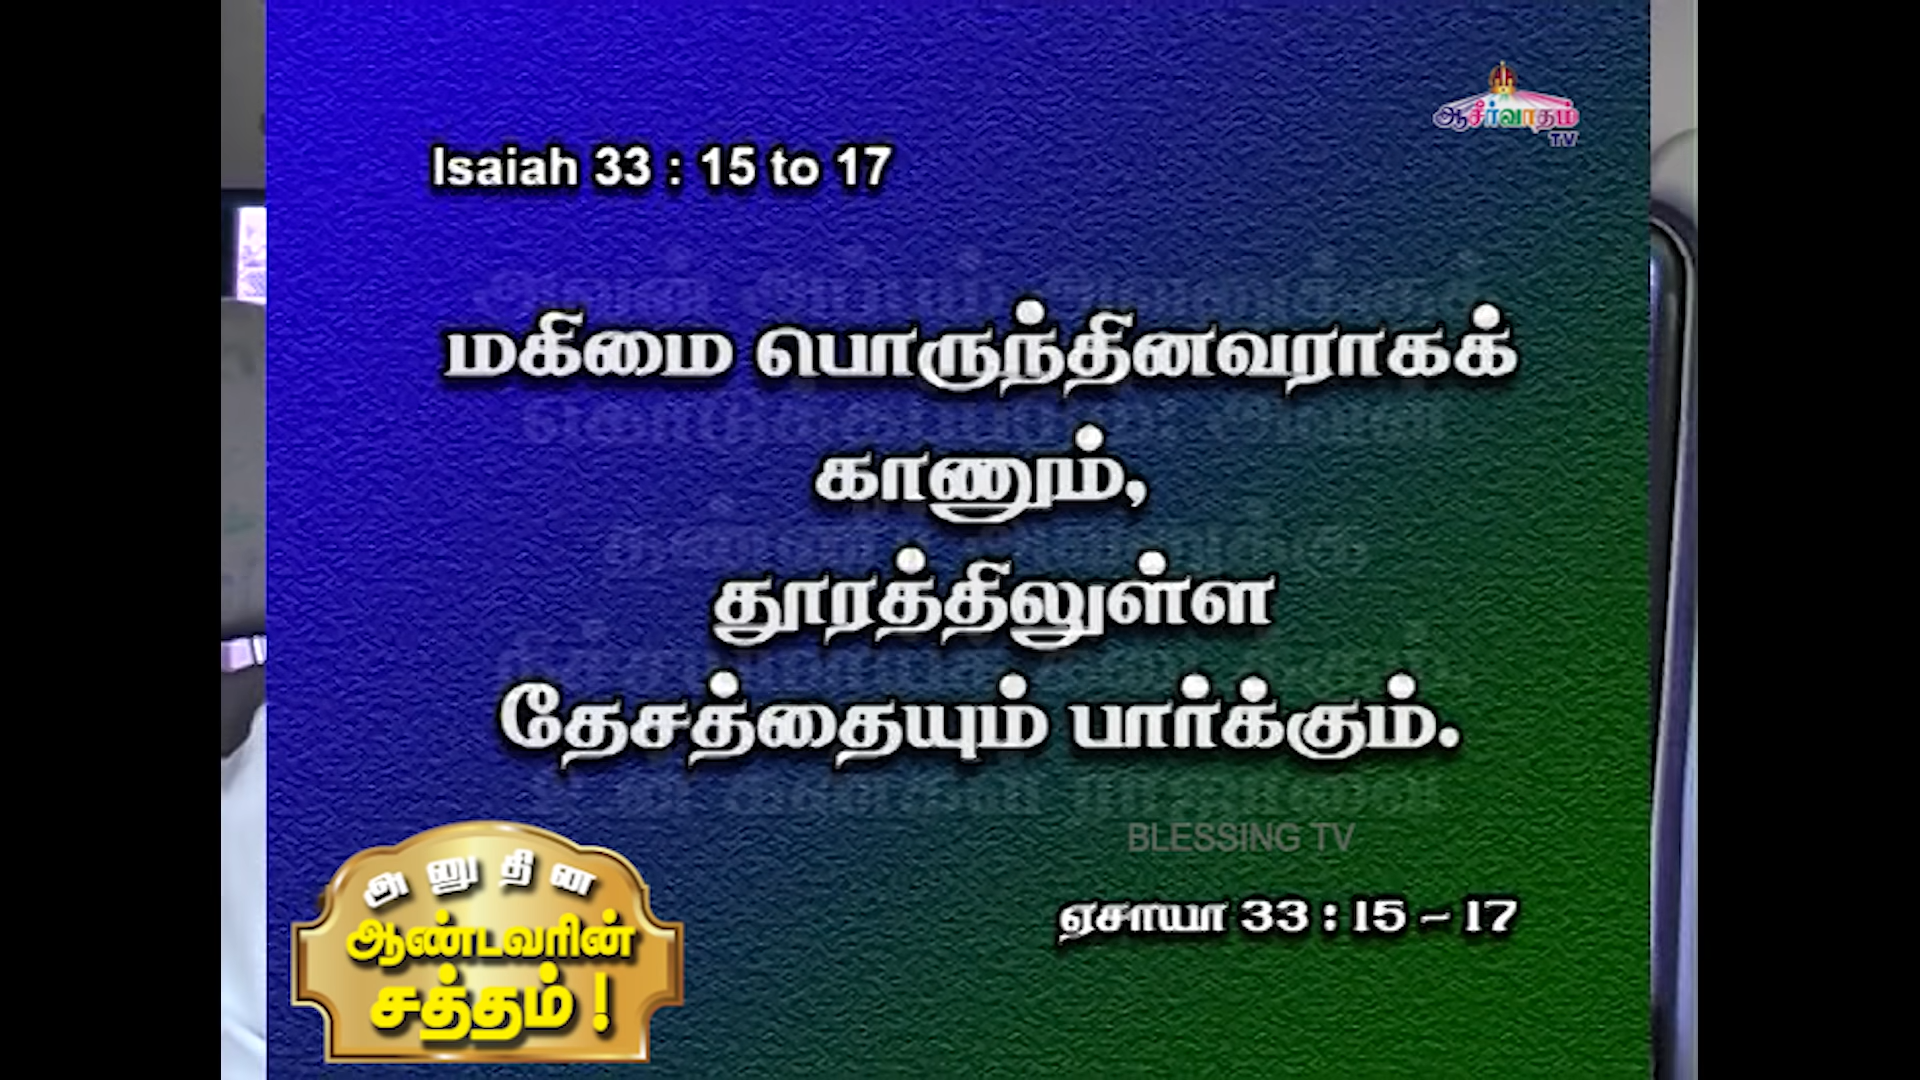 ஆசீர்வாதம்
TV
Isaiah 33 : 15 to 17
மகிமை பொருந்தினவராகக்
காணும்,
தூரத்திலுள்ள
தேசத்தையும் பார்க்கும்.
BLESSING TV
ஏசாயா 33 : 15 – 17
அனுதின
ஆண்டவரின்
சத்தம் !